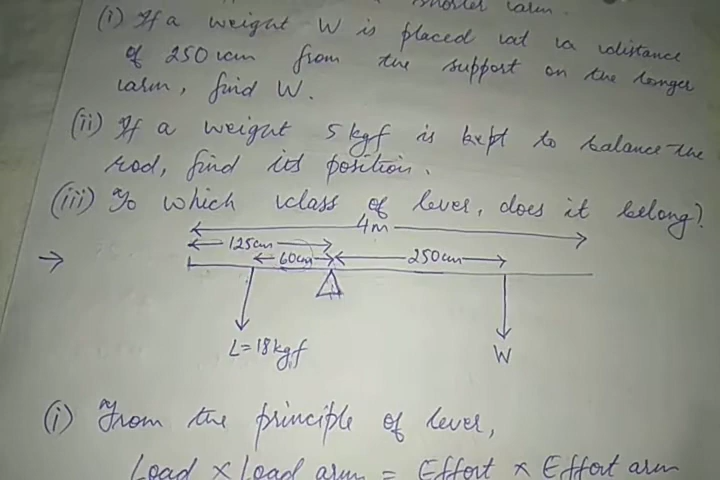 shorter arm.
(i) If a weight W is placed at a distance
of 250 cm from the support on the longer
arm, find W.
(ii) If a weight 5 kgf is kept to balance the
rod, find its position.
(iii) To which class of lever, does it belong?
4m
125cm
60cm
250cm
L=18kgf
W
(i) From the principle of lever,
Load × Load arm = Effort × Effort arm